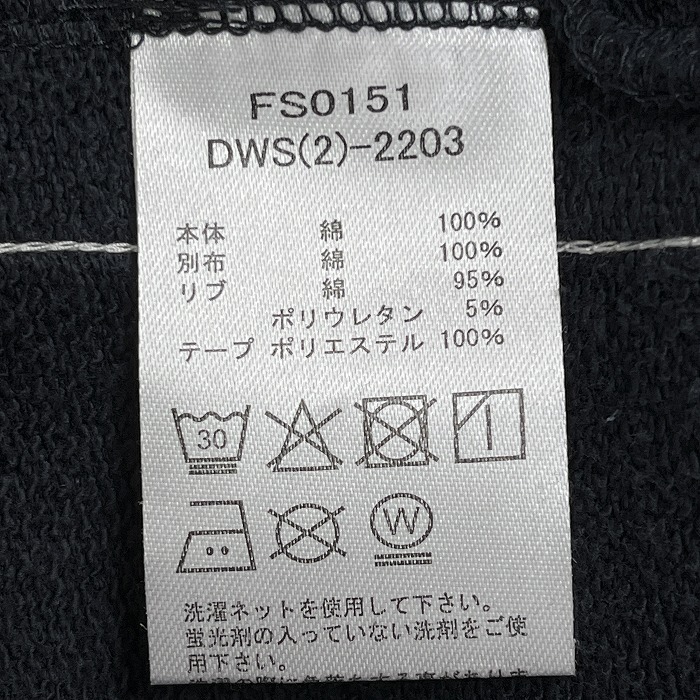 FS0151
DWS(2)-2203
本体 綿 100%
別布 綿 100%
リブ 綿 95%
ポリウレタン 5%
テープ ポリエステル 100%
30
W
洗濯ネットを使用して下さい。
蛍光剤の入っていない洗剤をご使
用下さい。